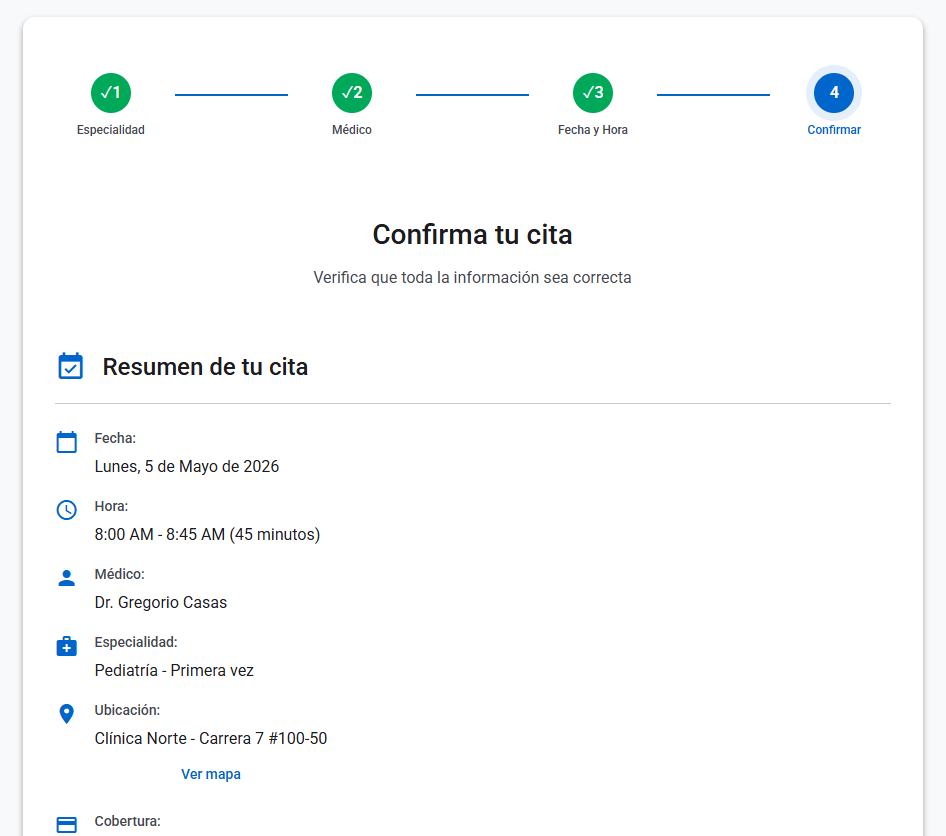 ✓1
Especialidad
✓2
Médico
✓3
Fecha y Hora
4
Confirmar
Confirma tu cita
Verifica que toda la información sea correcta
Resumen de tu cita
Fecha:
Lunes, 5 de Mayo de 2026
Hora:
8:00 AM - 8:45 AM (45 minutos)
Médico:
Dr. Gregorio Casas
Especialidad:
Pediatría - Primera vez
Ubicación:
Clínica Norte - Carrera 7 #100-50
Ver mapa
Cobertura: